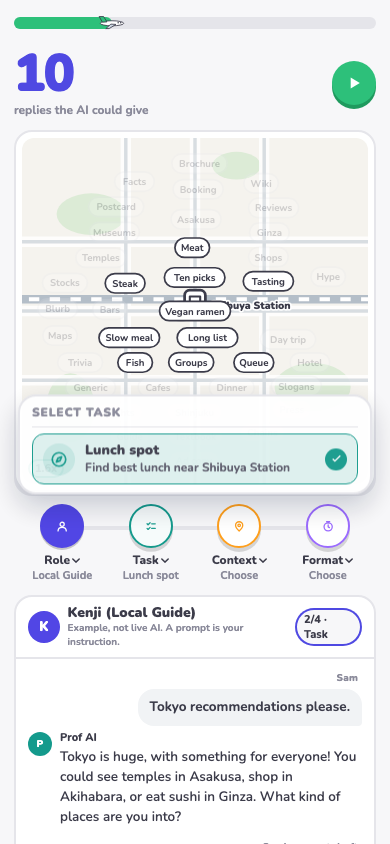 10
replies the AI could give
Brochure
Facts
Booking
Wiki
Postcard
Asakusa
Reviews
Museums
Ginza
Meat
Temples
Shops
Steak
Ten picks
Tasting
Hype
Stocks
Station
Blurb
Bars
Vegan ramen
Maps
Slow meal
Long list
Day trip
Trivia
Fish
Groups
Queue
Hotel
Generic
Cafes
Dinner
Slogans
SELECT TASK
Lunch spot
Find best lunch near Shibuya Station
Role
Task
Context
Format
Local Guide
Lunch spot
Choose
Choose
K
Kenji (Local Guide)
Example, not live AI. A prompt is your
instruction.
2/4 ·
Task
Sam
Tokyo recommendations please.
P
Prof AI
Tokyo is huge, with something for everyone! You
could see temples in Asakusa, shop in
Akihabara, or eat sushi in Ginza. What kind of
places are you into?